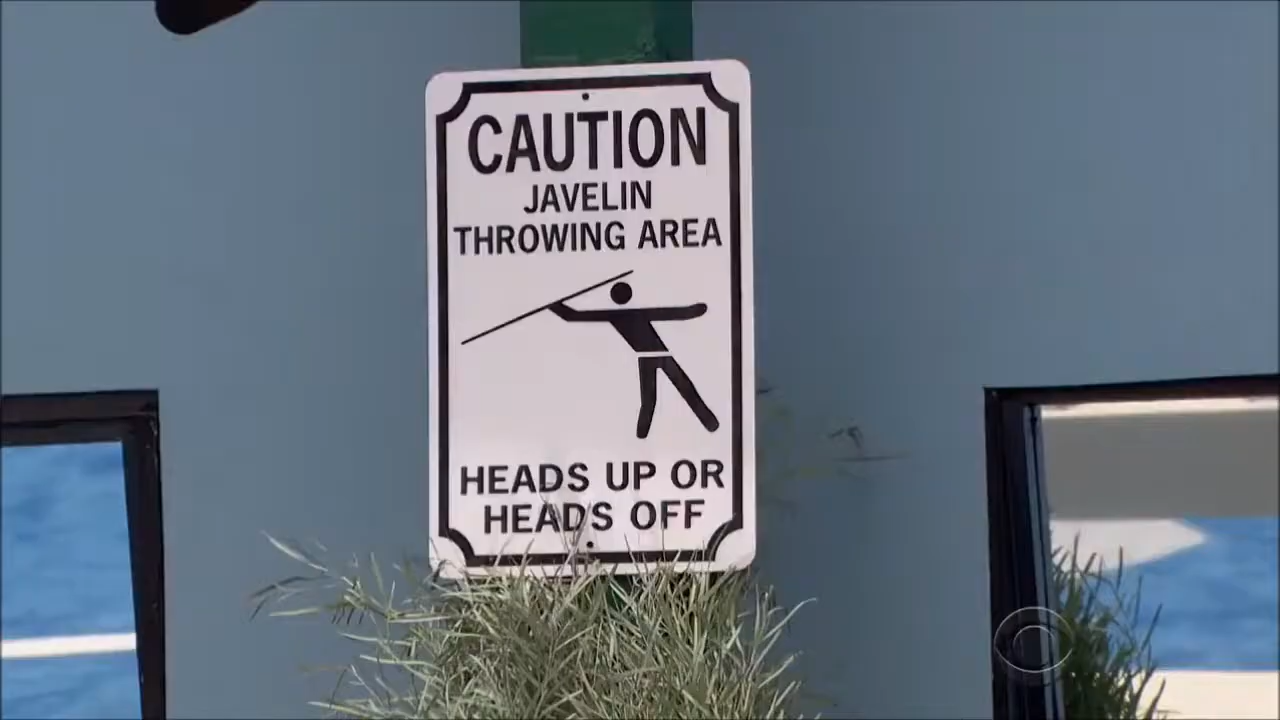 CAUTION
JAVELIN
THROWING AREA
HEADS UP OR
HEADS OFF